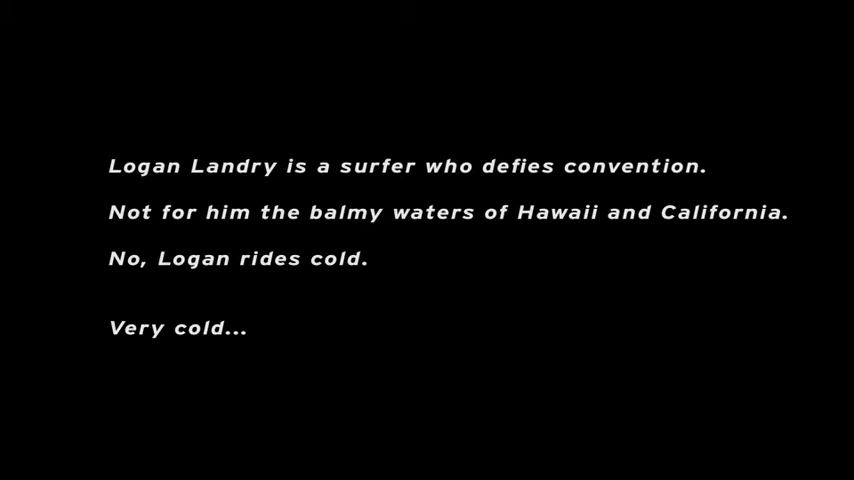 Logan Landry is a surfer who defies convention.
Not for him the balmy waters of Hawaii and California.
No, Logan rides cold.
Very cold...